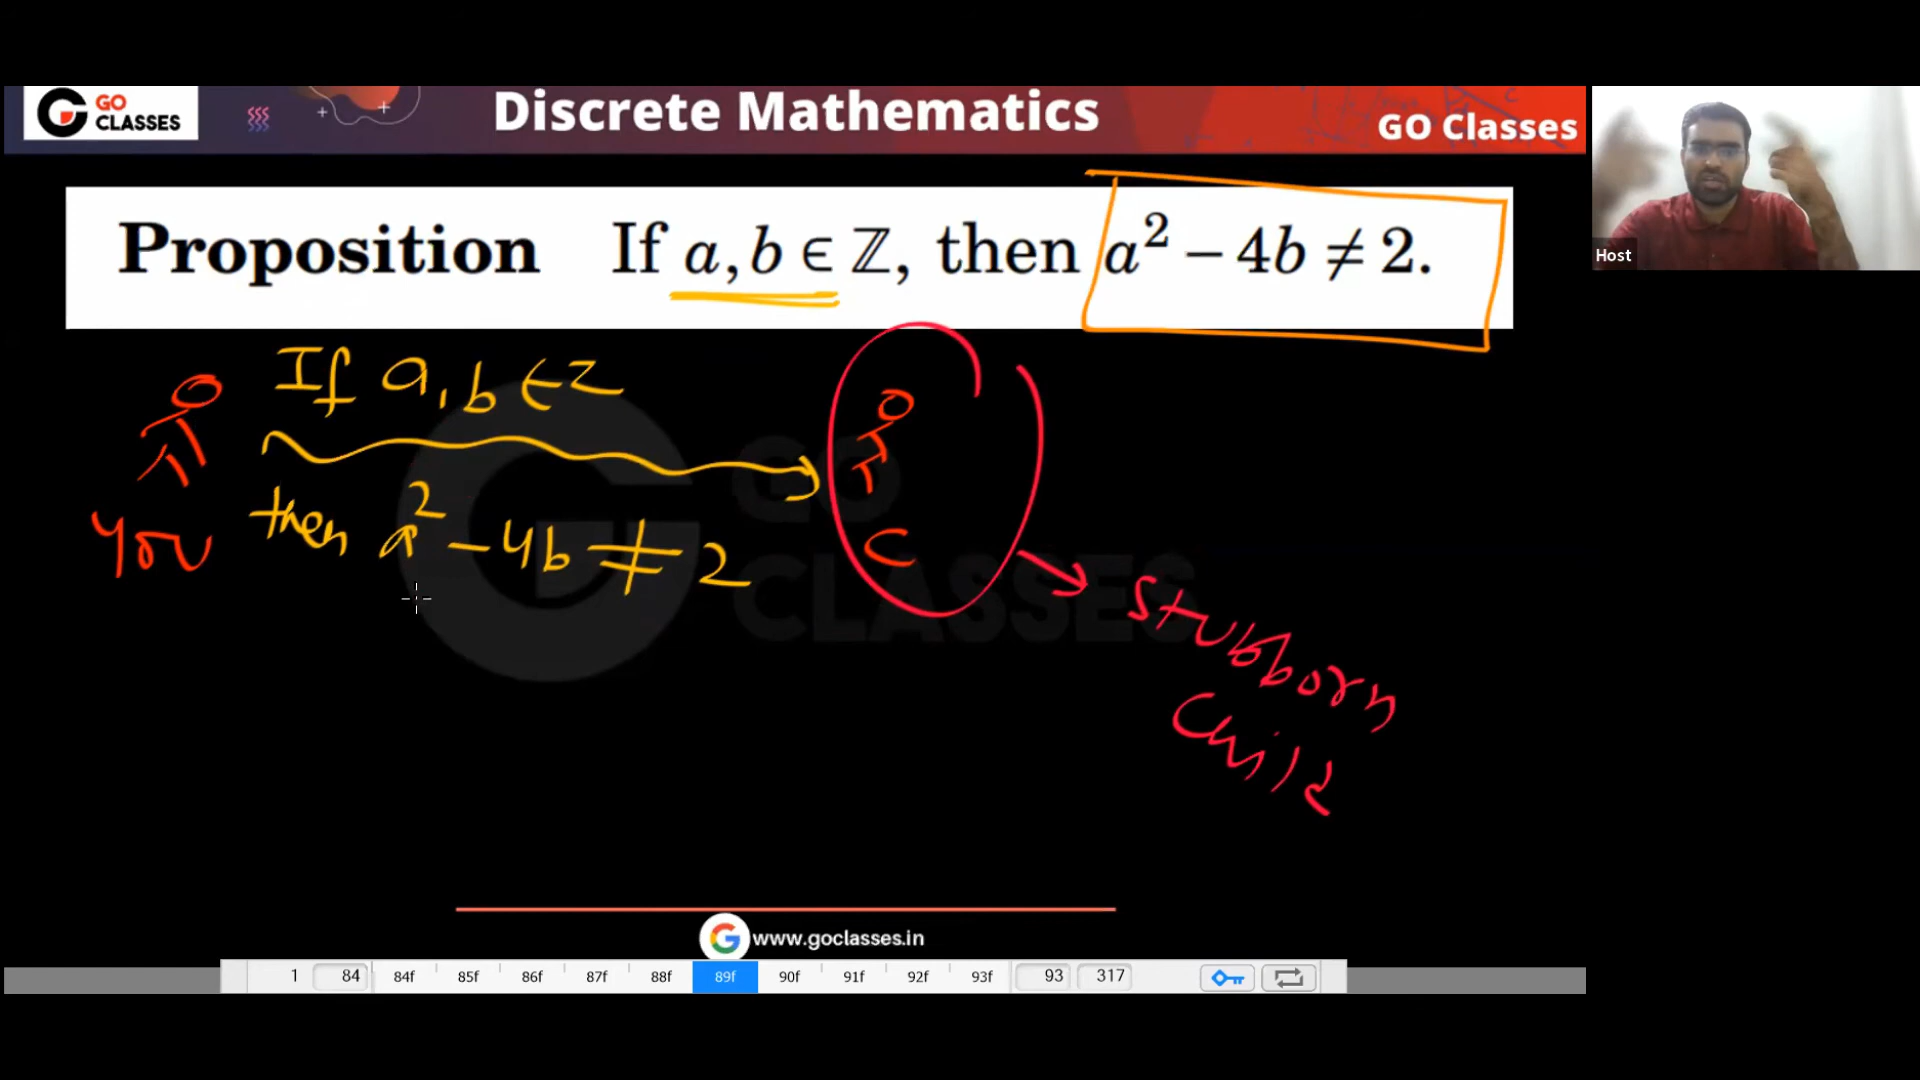 GO
CLASSES
Discrete Mathematics
GO Classes
Proposition If a, b ∈ ℤ, then a² − 4b ≠ 2.
Host
If a, b ∈ Z
then a² − 4b ≠ 2
You
C
Stubborn
Child
GO
CLASSES
www.goclasses.in
1 84 84f 85f 86f 87f 88f 89f 90f 91f 92f 93f 93 317